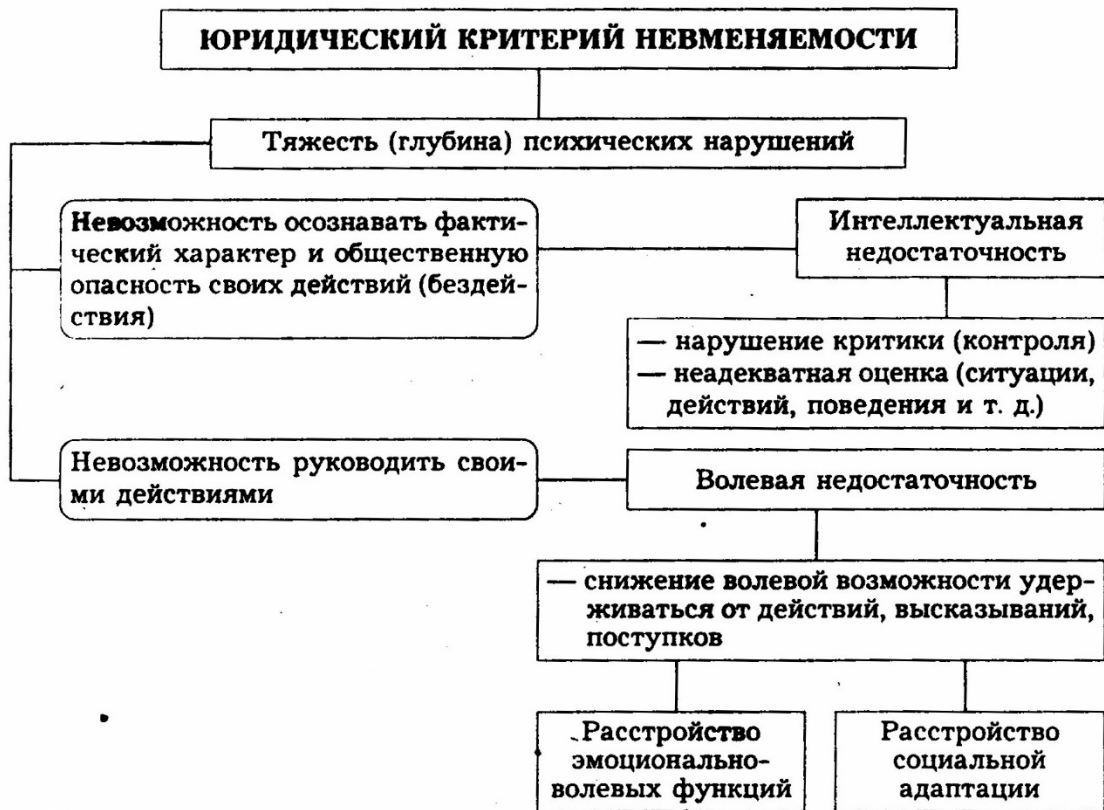 ЮРИДИЧЕСКИЙ КРИТЕРИЙ НЕВМЕНЯЕМОСТИ
Тяжесть (глубина) психических нарушений
Невозможность осознавать факти-
ческий характер и общественную
опасность своих действий (бездей-
ствия)
Интеллектуальная
недостаточность
— нарушение критики (контроля)
— неадекватная оценка (ситуации,
действий, поведения и т. д.)
Невозможность руководить свои-
ми действиями
Волевая недостаточность
— снижение волевой возможности удер-
живаться от действий, высказываний,
поступков
Расстройство
эмоционально-
волевых функций
Расстройство
социальной
адаптации